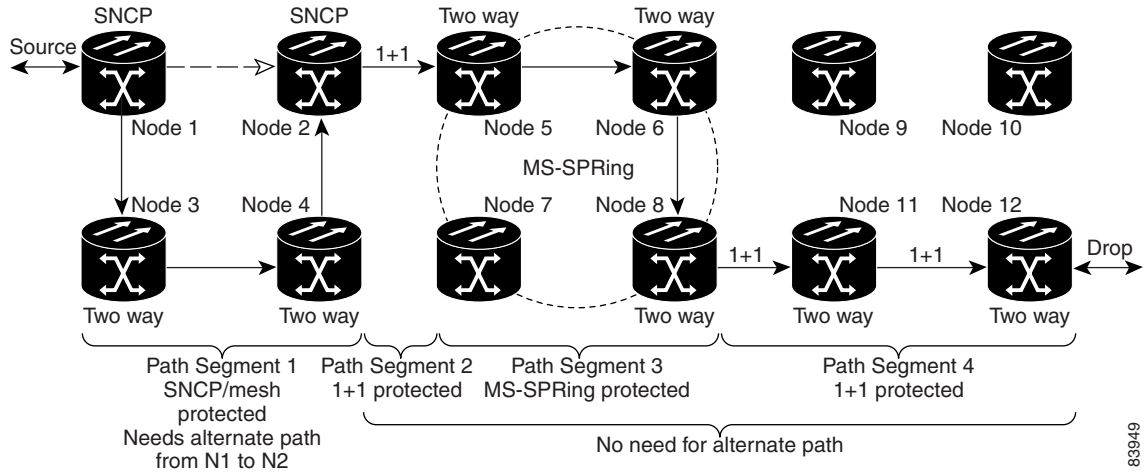 SNCP
SNCP
Two way
Two way
Source
1+1
Node 1
Node 2
Node 5
Node 6
Node 9
Node 10
MS-SPRing
Node 3
Node 4
Node 7
Node 8
Node 11
Node 12
1+1
1+1
Drop
Two way
Two way
Two way
Two way
Two way
Path Segment 1
SNCP/mesh
protected
Needs alternate path
from N1 to N2
Path Segment 2
1+1 protected
Path Segment 3
MS-SPRing protected
Path Segment 4
1+1 protected
No need for alternate path
83949